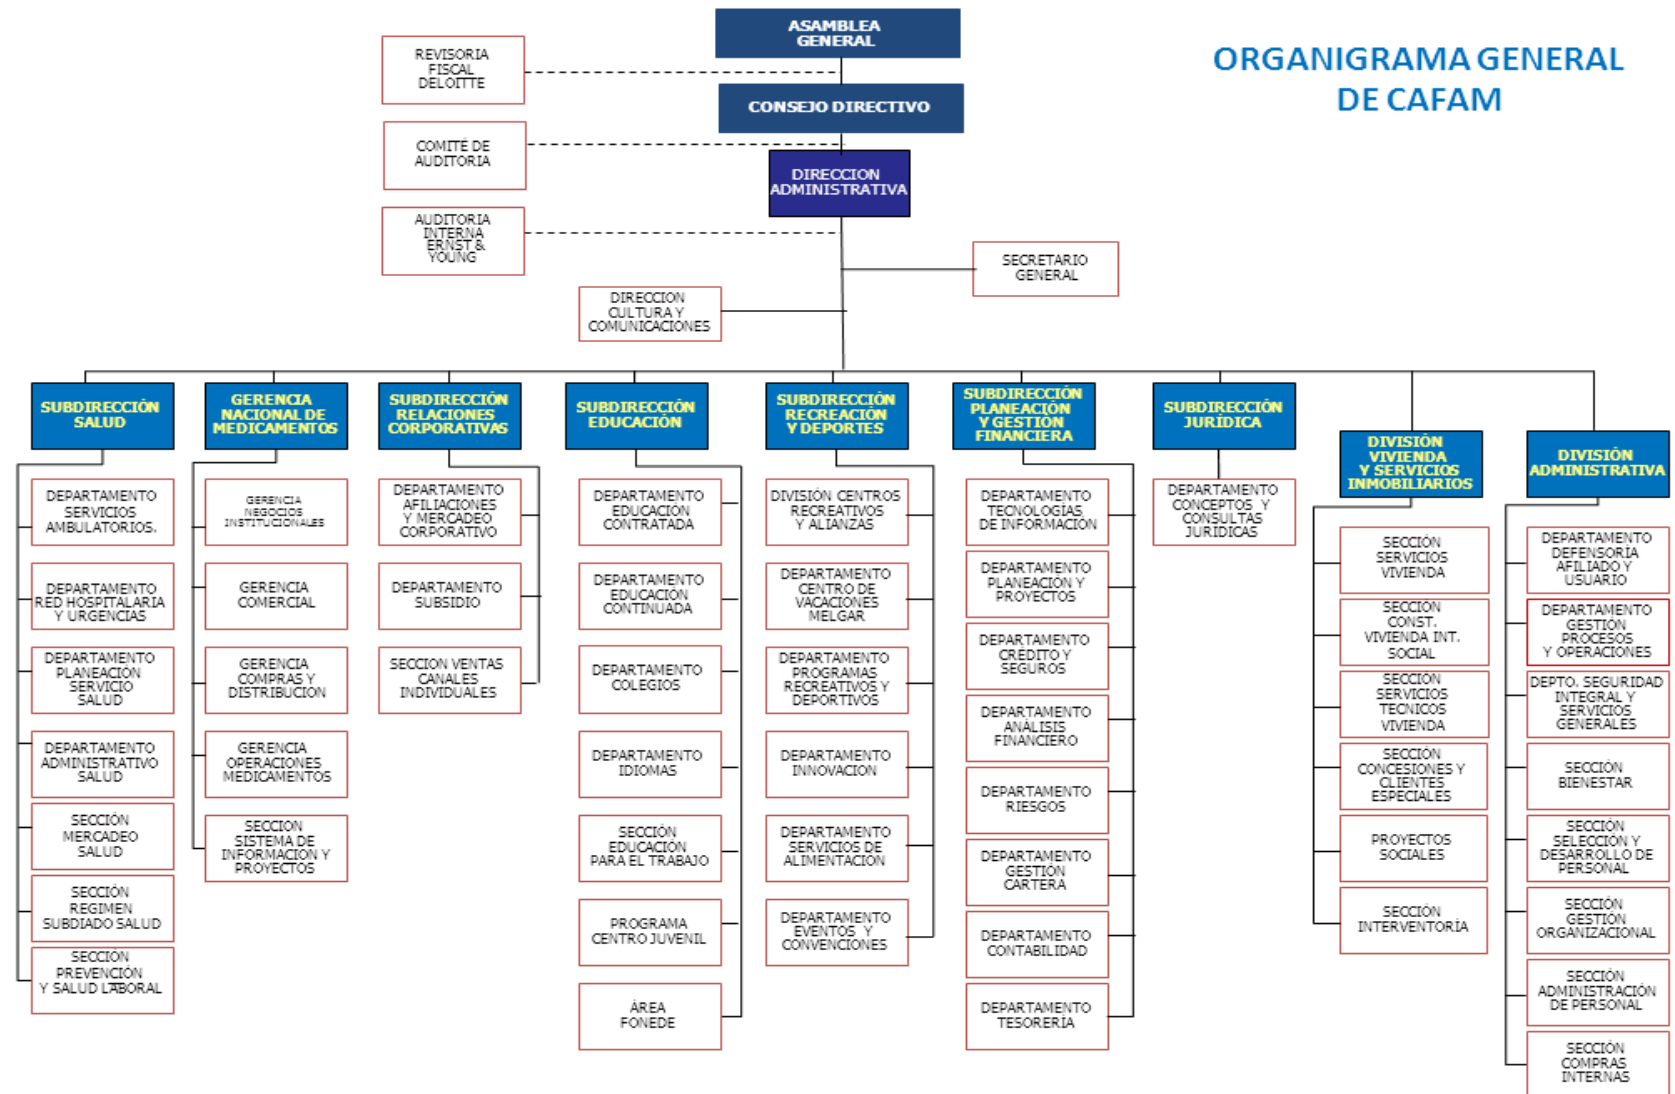 ASAMBLEA
GENERAL
ORGANIGRAMA GENERAL
DE CAFAM
REVISORIA
FISCAL
DELOITTE
CONSEJO DIRECTIVO
COMITÉ DE
AUDITORIA
DIRECCION
ADMINISTRATIVA
AUDITORIA
INTERNA
ERNST &
YOUNG
SECRETARIO
GENERAL
DIRECCION
CULTURA Y
COMUNICACIONES
SUBDIRECCIÓN
SALUD
DEPARTAMENTO
SERVICIOS
AMBULATORIOS.
DEPARTAMENTO
RED HOSPITALARIA
Y URGENCIAS
DEPARTAMENTO
PLANEACIÓN
SERVICIO
SALUD
DEPARTAMENTO
ADMINISTRATIVO
SALUD
SECCIÓN
MERCADEO
SALUD
SECCIÓN
REGIMEN
SUBDIADO SALUD
SECCIÓN
PREVENCIÓN
Y SALUD LABORAL
GERENCIA
NACIONAL DE
MEDICAMENTOS
GERENCIA
NEGOCIOS
INSTITUCIONALES
GERENCIA
COMERCIAL
GERENCIA
COMPRAS Y
DISTRIBUCIÓN
GERENCIA
OPERACIONES
MEDICAMENTOS
SECCION
SISTEMA DE
INFORMACION Y
PROYECTOS
SUBDIRECCIÓN
RELACIONES
CORPORATIVAS
DEPARTAMENTO
AFILIACIONES
Y MERCADEO
CORPORATIVO
DEPARTAMENTO
SUBSIDIO
SECCION VENTAS
CANALES
INDIVIDUALES
SUBDIRECCIÓN
EDUCACIÓN
DEPARTAMENTO
EDUCACIÓN
CONTRATADA
DEPARTAMENTO
EDUCACIÓN
CONTINUADA
DEPARTAMENTO
COLEGIOS
DEPARTAMENTO
IDIOMAS
SECCIÓN
EDUCACIÓN
PARA EL TRABAJO
PROGRAMA
CENTRO JUVENIL
ÁREA
FONEDE
SUBDIRECCIÓN
RECREACIÓN
Y DEPORTES
DIVISIÓN CENTROS
RECREATIVOS
Y ALIANZAS
DEPARTAMENTO
CENTRO DE
VACACIONES
MELGAR
DEPARTAMENTO
PROGRAMAS
RECREATIVOS Y
DEPORTIVOS
DEPARTAMENTO
INNOVACION
DEPARTAMENTO
SERVICIOS DE
ALIMENTACIÓN
DEPARTAMENTO
EVENTOS Y
CONVENCIONES
SUBDIRECCIÓN
PLANEACIÓN
Y GESTIÓN
FINANCIERA
DEPARTAMENTO
TECNOLOGÍAS
DE INFORMACIÓN
DEPARTAMENTO
PLANEACIÓN Y
PROYECTOS
DEPARTAMENTO
CRÉDITO Y
SEGUROS
DEPARTAMENTO
ANÁLISIS
FINANCIERO
DEPARTAMENTO
RIESGOS
DEPARTAMENTO
GESTIÓN
CARTERA
DEPARTAMENTO
CONTABILIDAD
DEPARTAMENTO
TESORERÍA
SUBDIRECCIÓN
JURÍDICA
DEPARTAMENTO
CONCEPTOS Y
CONSULTAS
JURIDICAS
DIVISIÓN
VIVIENDA
Y SERVICIOS
INMOBILIARIOS
SECCIÓN
SERVICIOS
VIVIENDA
SECCIÓN
CONST.
VIVIENDA INT.
SOCIAL
SECCIÓN
SERVICIOS
TECNICOS
VIVIENDA
SECCIÓN
CONCESIONES Y
CLIENTES
ESPECIALES
PROYECTOS
SOCIALES
SECCIÓN
INTERVENTORÍA
DIVISIÓN
ADMINISTRATIVA
DEPARTAMENTO
DEFENSORÍA
AFILIADO Y
USUARIO
DEPARTAMENTO
GESTIÓN
PROCESOS
Y OPERACIONES
DEPTO. SEGURIDAD
INTEGRAL Y
SERVICIOS
GENERALES
SECCIÓN
BIENESTAR
SECCIÓN
SELECCIÓN Y
DESARROLLO DE
PERSONAL
SECCIÓN
GESTIÓN
ORGANIZACIONAL
SECCIÓN
ADMINISTRACIÓN
DE PERSONAL
SECCIÓN
COMPRAS
INTERNAS